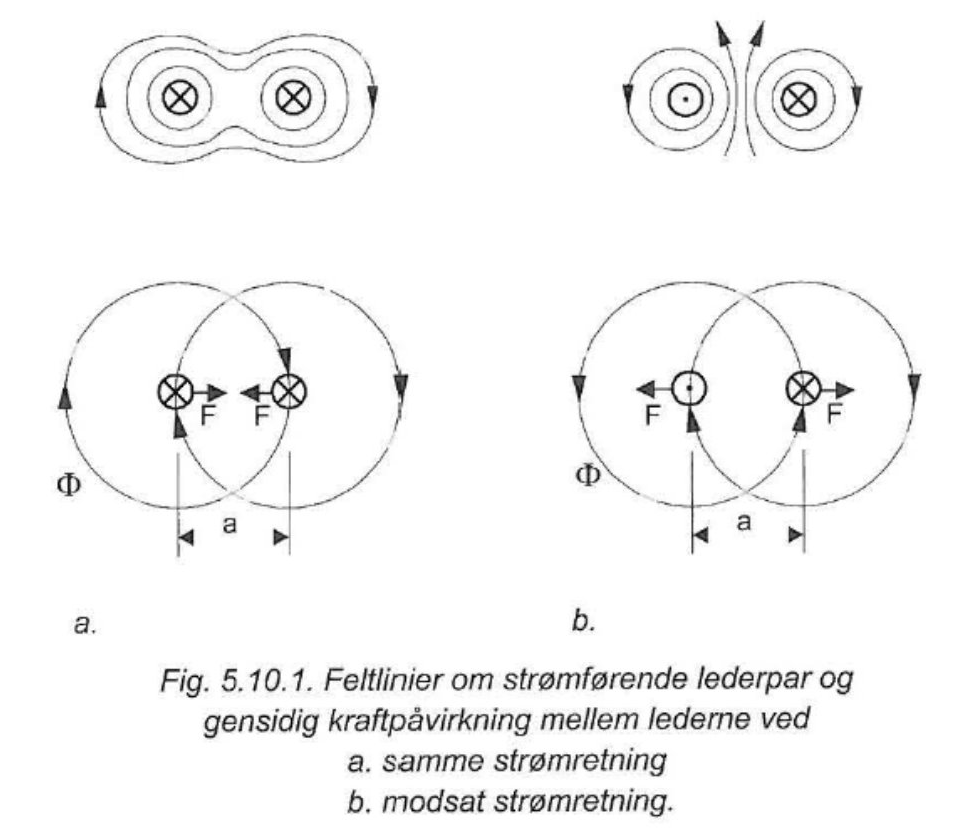 F F F F
Φ Φ
a a
a. b.
Fig. 5.10.1. Feltlinier om strømførende lederpar og
gensidig kraftpåvirkning mellem lederne ved
a. samme strømretning
b. modsat strømretning.